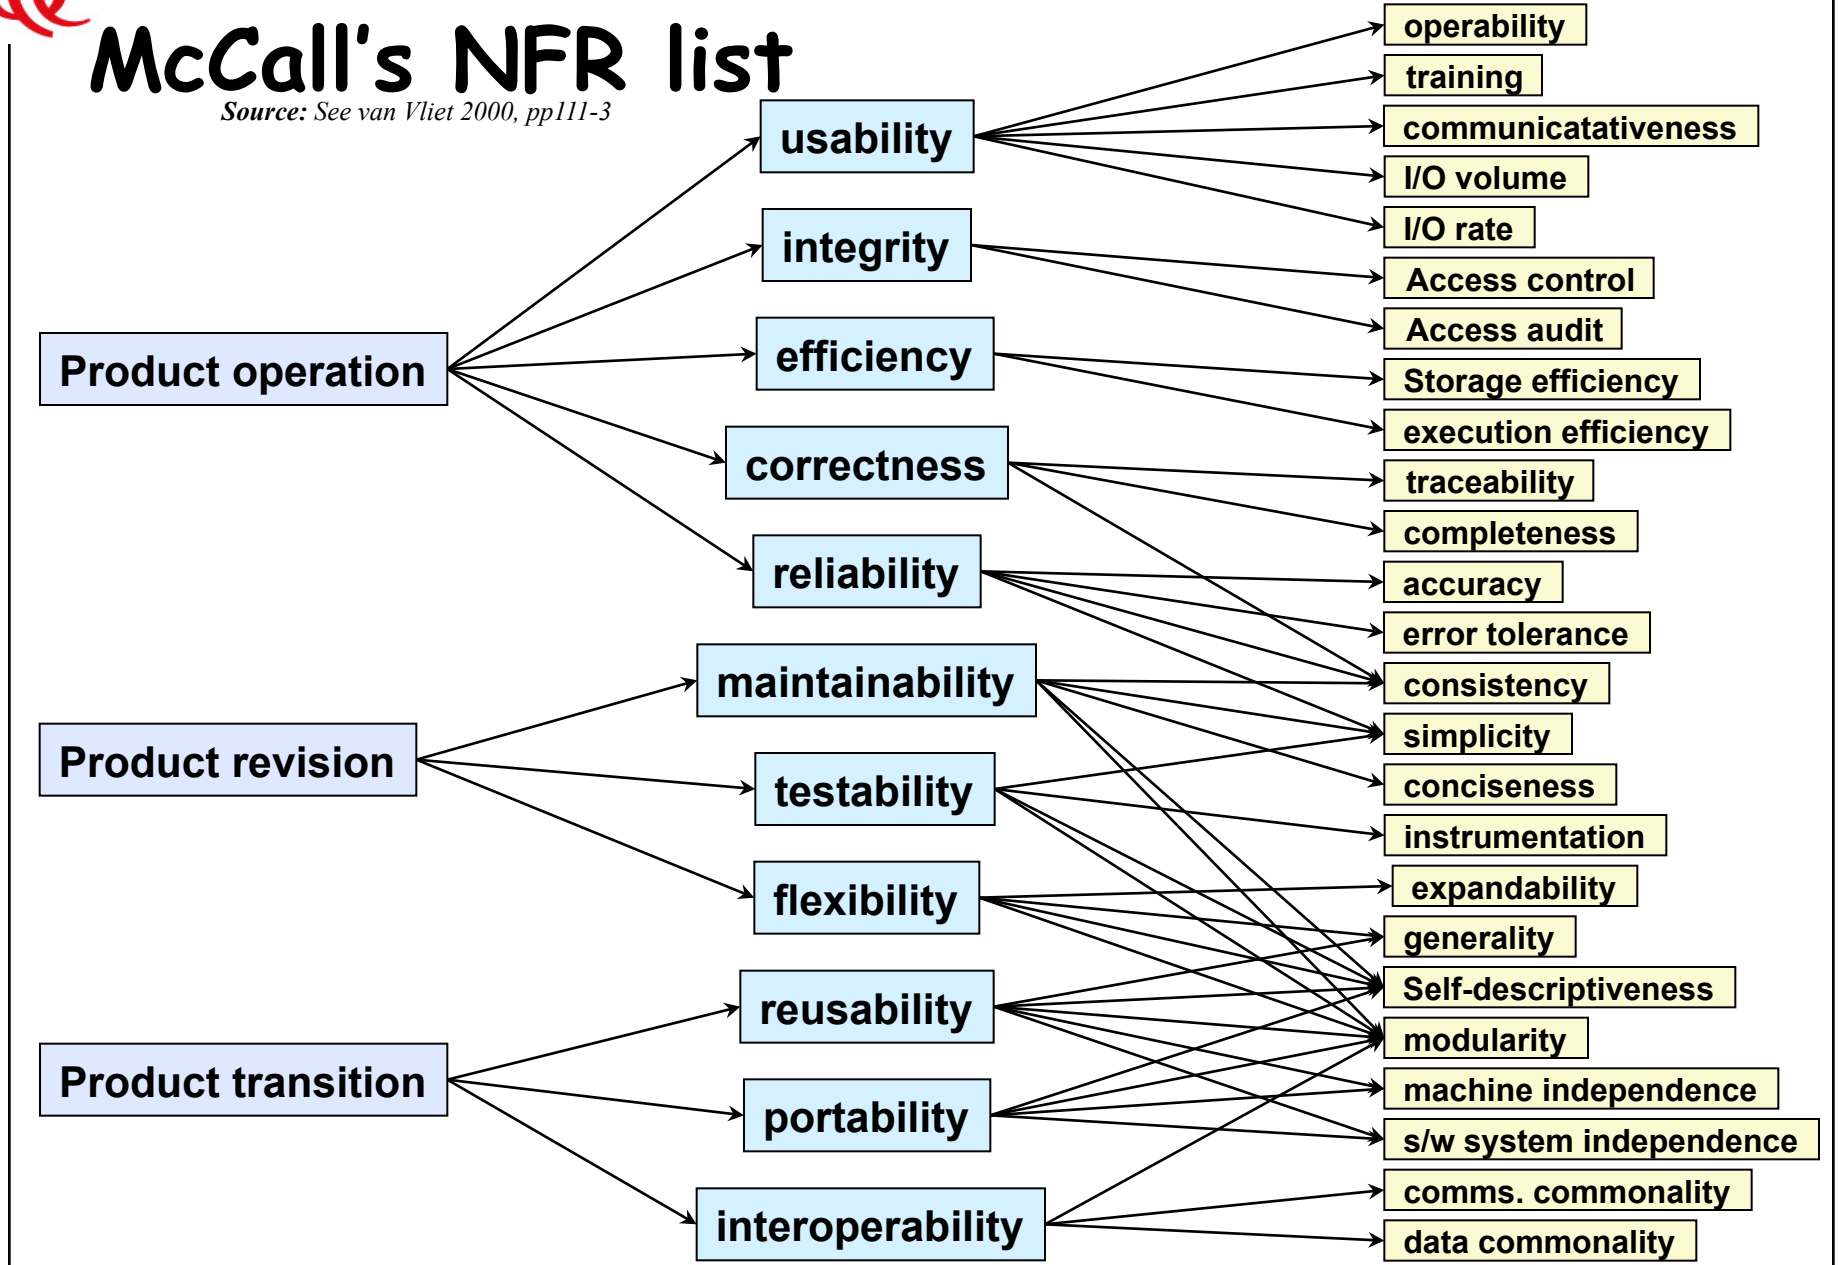 McCall's NFR list
Source: See van Vliet 2000, pp111-3
Product operation
Product revision
Product transition
usability
integrity
efficiency
correctness
reliability
maintainability
testability
flexibility
reusability
portability
interoperability
operability
training
communicatativeness
I/O volume
I/O rate
Access control
Access audit
Storage efficiency
execution efficiency
traceability
completeness
accuracy
error tolerance
consistency
simplicity
conciseness
instrumentation
expandability
generality
Self-descriptiveness
modularity
machine independence
s/w system independence
comms. commonality
data commonality